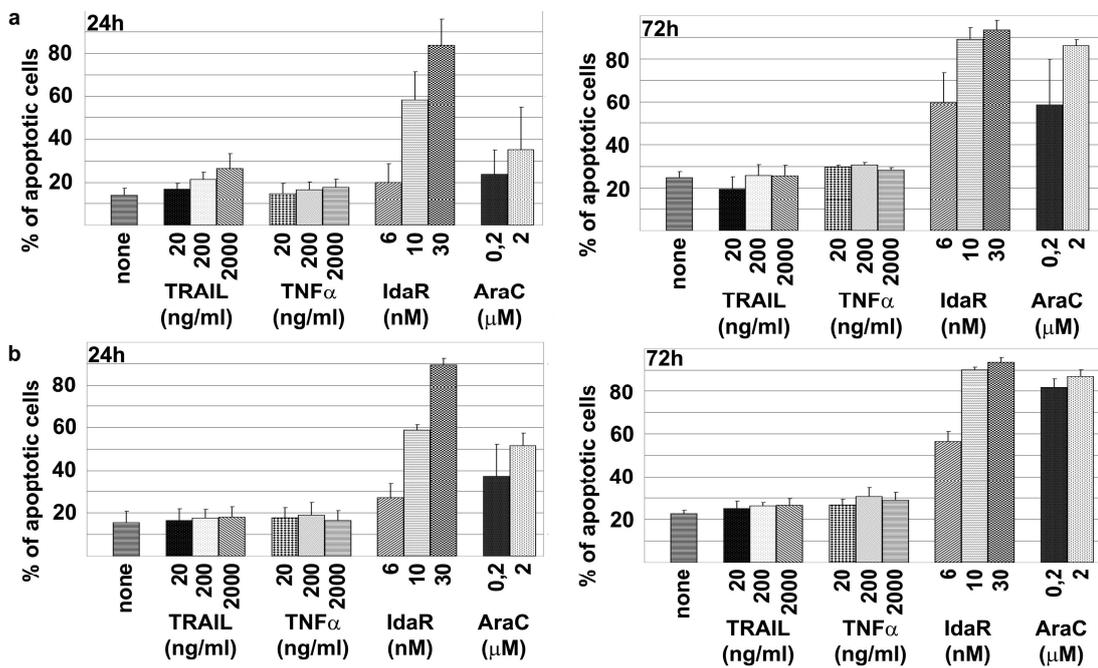 a
24h
% of apoptotic cells
80
60
40
20
none
20
200
2000
20
200
2000
6
10
30
0,2
2
TRAIL
(ng/ml)
TNFα
(ng/ml)
IdaR
(nM)
AraC
(μM)
72h
% of apoptotic cells
80
60
40
20
none
20
200
2000
20
200
2000
6
10
30
0,2
2
TRAIL
(ng/ml)
TNFα
(ng/ml)
IdaR
(nM)
AraC
(μM)
b
24h
% of apoptotic cells
80
60
40
20
none
20
200
2000
20
200
2000
6
10
30
0,2
2
TRAIL
(ng/ml)
TNFα
(ng/ml)
IdaR
(nM)
AraC
(μM)
72h
% of apoptotic cells
80
60
40
20
none
20
200
2000
20
200
2000
6
10
30
0,2
2
TRAIL
(ng/ml)
TNFα
(ng/ml)
IdaR
(nM)
AraC
(μM)